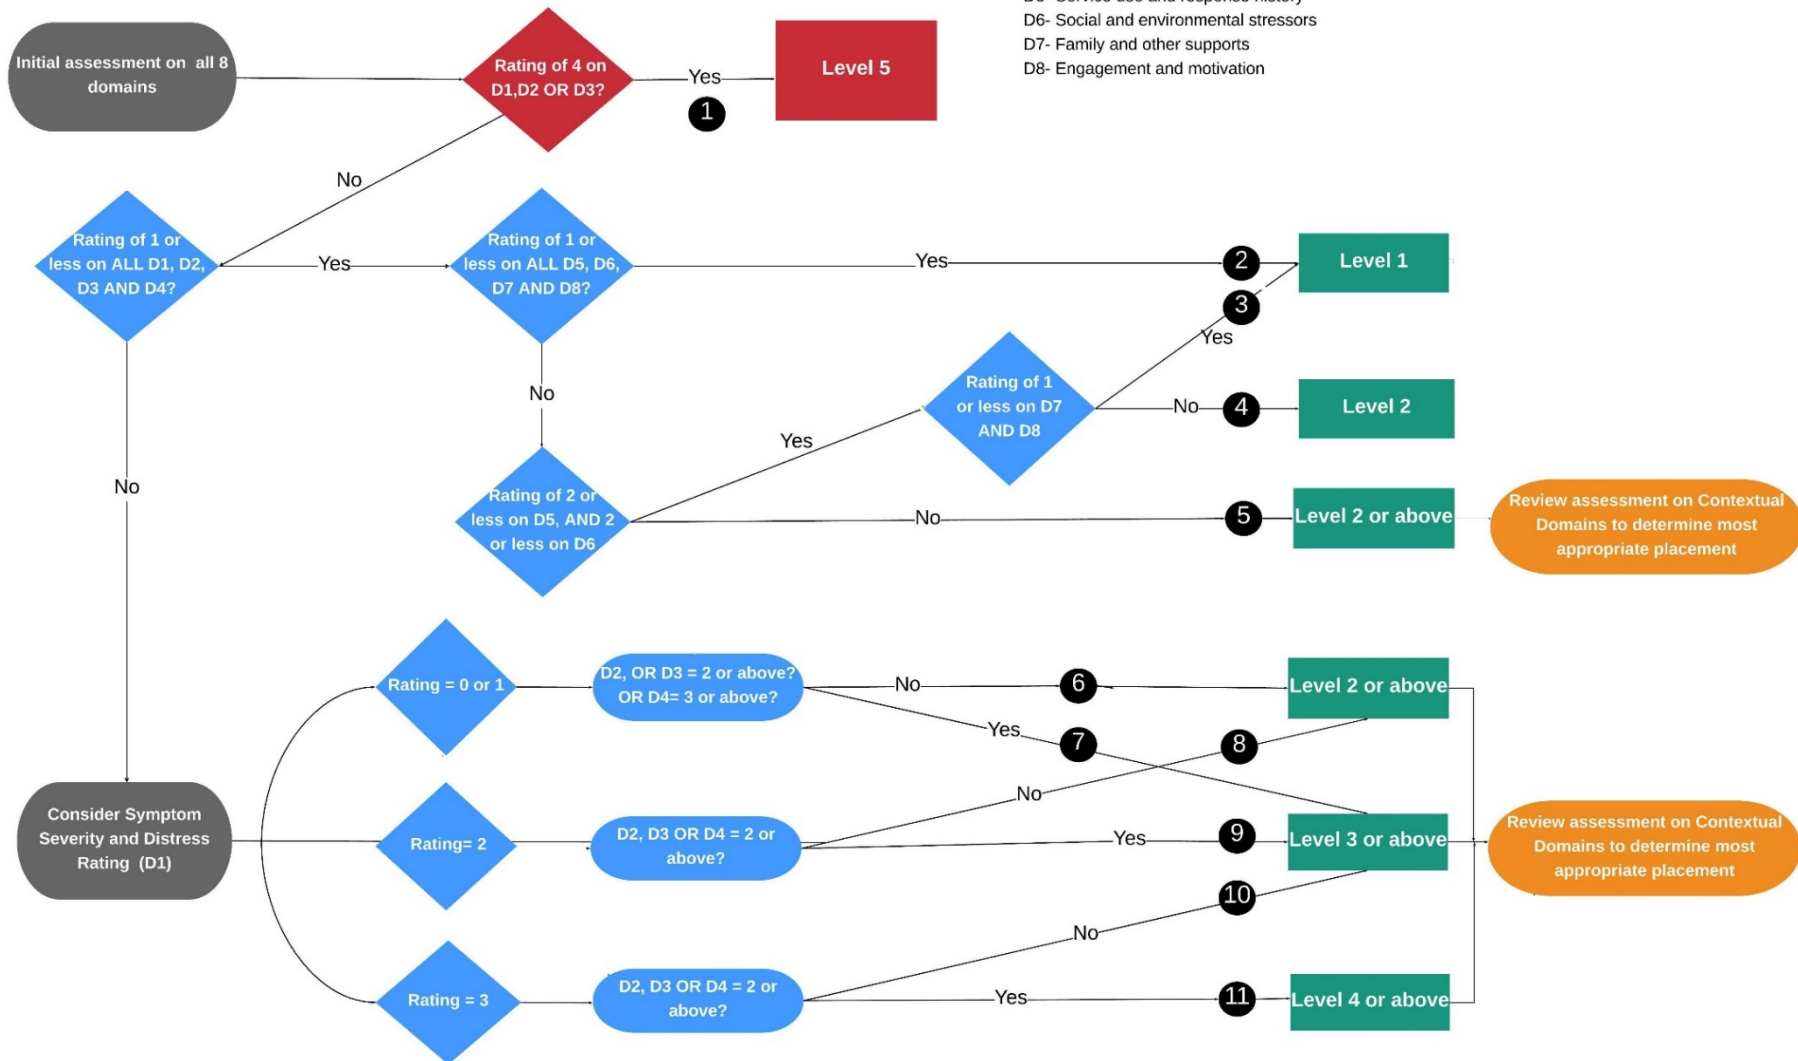 D5- Service use and response history
D6- Social and environmental stressors
D7- Family and other supports
D8- Engagement and motivation
Initial assessment on all 8
domains
Rating of 4 on
D1,D2 OR D3?
Yes
1
Level 5
No
Rating of 1 or
less on ALL D1, D2,
D3 AND D4?
Yes
Rating of 1 or
less on ALL D5, D6,
D7 AND D8?
Yes
2
Level 1
3
Yes
No
Rating of 1
or less on D7
AND D8
No
4
Level 2
Yes
No
Rating of 2 or
less on D5, AND 2
or less on D6
No
5
Level 2 or above
Review assessment on Contextual
Domains to determine most
appropriate placement
Rating = 0 or 1
D2, OR D3 = 2 or above?
OR D4= 3 or above?
No
6
Level 2 or above
Yes
7
8
No
Consider Symptom
Severity and Distress
Rating (D1)
Rating= 2
D2, D3 OR D4 = 2 or
above?
Yes
9
Level 3 or above
Review assessment on Contextual
Domains to determine most
appropriate placement
10
No
Rating = 3
D2, D3 OR D4 = 2 or
above?
Yes
11
Level 4 or above